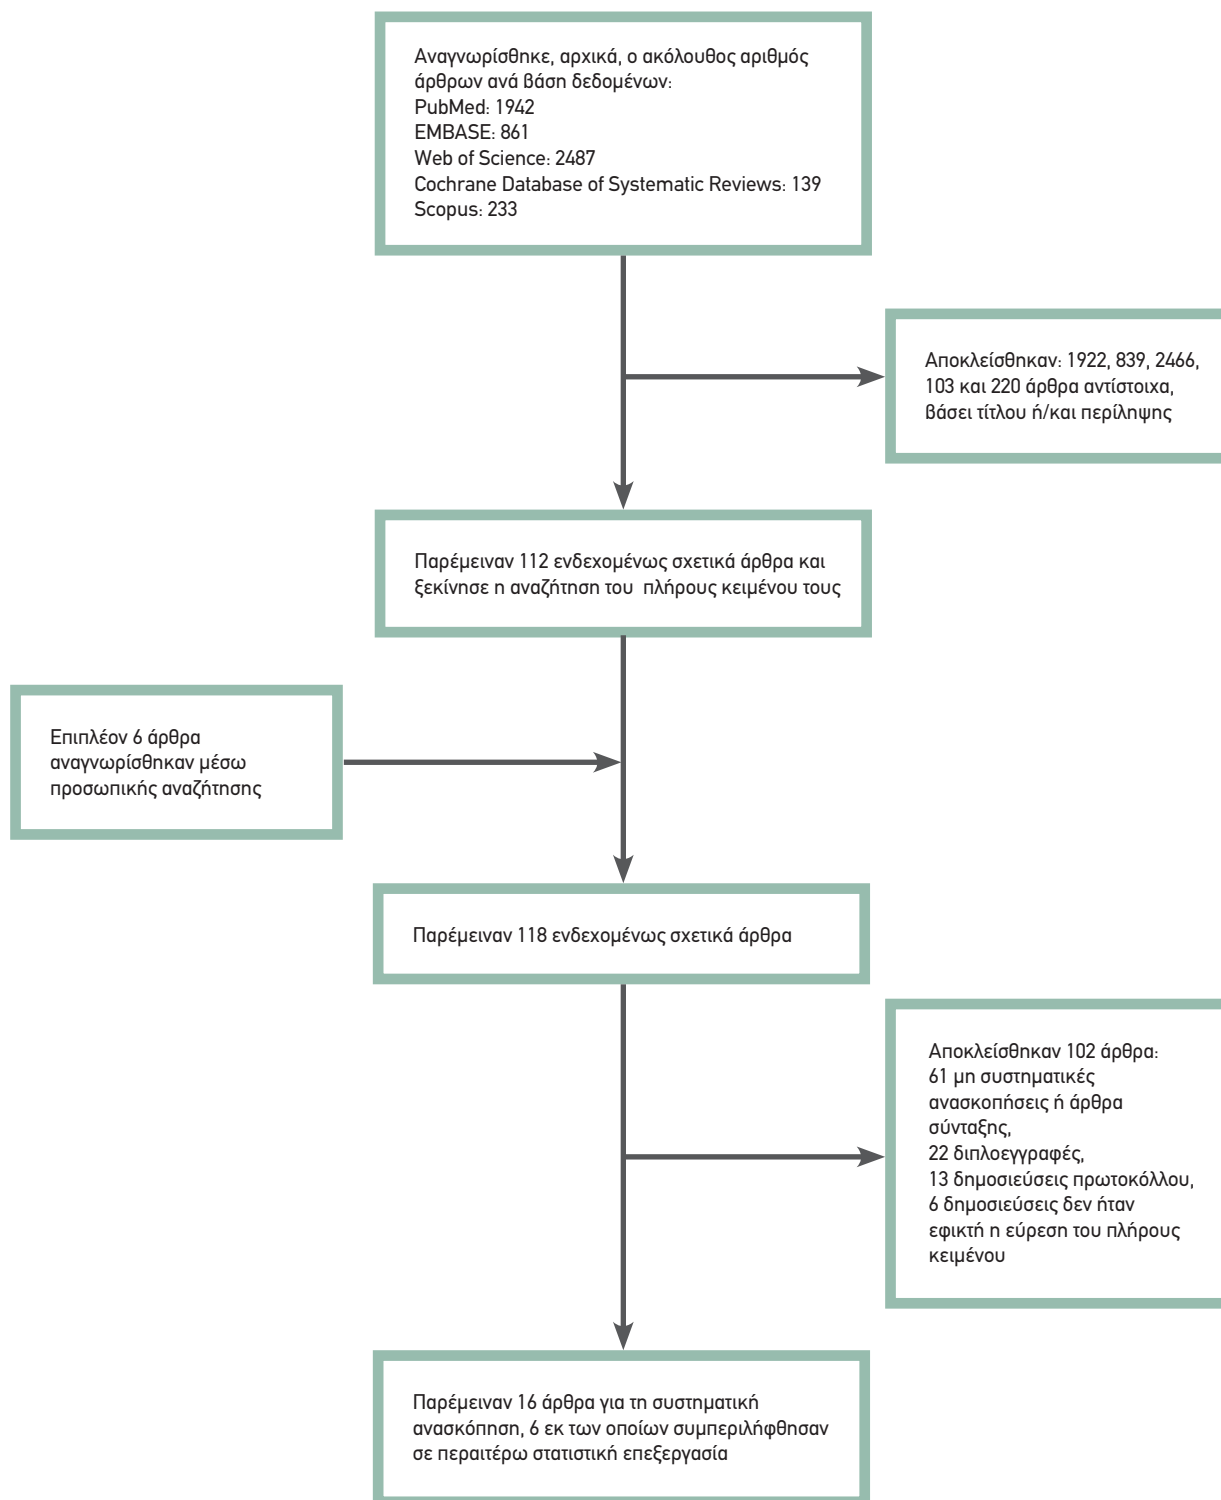 Αναγνωρίσθηκε, αρχικά, ο ακόλουθος αριθμός
άρθρων ανά βάση δεδομένων:
PubMed: 1942
EMBASE: 861
Web of Science: 2487
Cochrane Database of Systematic Reviews: 139
Scopus: 233
Αποκλείσθηκαν: 1922, 839, 2466,
103 και 220 άρθρα αντίστοιχα,
βάσει τίτλου ή/και περίληψης
Παρέμειναν 112 ενδεχομένως σχετικά άρθρα και
ξεκίνησε η αναζήτηση του πλήρους κειμένου τους
Επιπλέον 6 άρθρα
αναγνωρίσθηκαν μέσω
προσωπικής αναζήτησης
Παρέμειναν 118 ενδεχομένως σχετικά άρθρα
Αποκλείσθηκαν 102 άρθρα:
61 μη συστηματικές
ανασκοπήσεις ή άρθρα
σύνταξης,
22 διπλοεγγραφές,
13 δημοσιεύσεις πρωτοκόλλου,
6 δημοσιεύσεις δεν ήταν
εφικτή η εύρεση του πλήρους
κειμένου
Παρέμειναν 16 άρθρα για τη συστηματική
ανασκόπηση, 6 εκ των οποίων συμπεριλήφθησαν
σε περαιτέρω στατιστική επεξεργασία